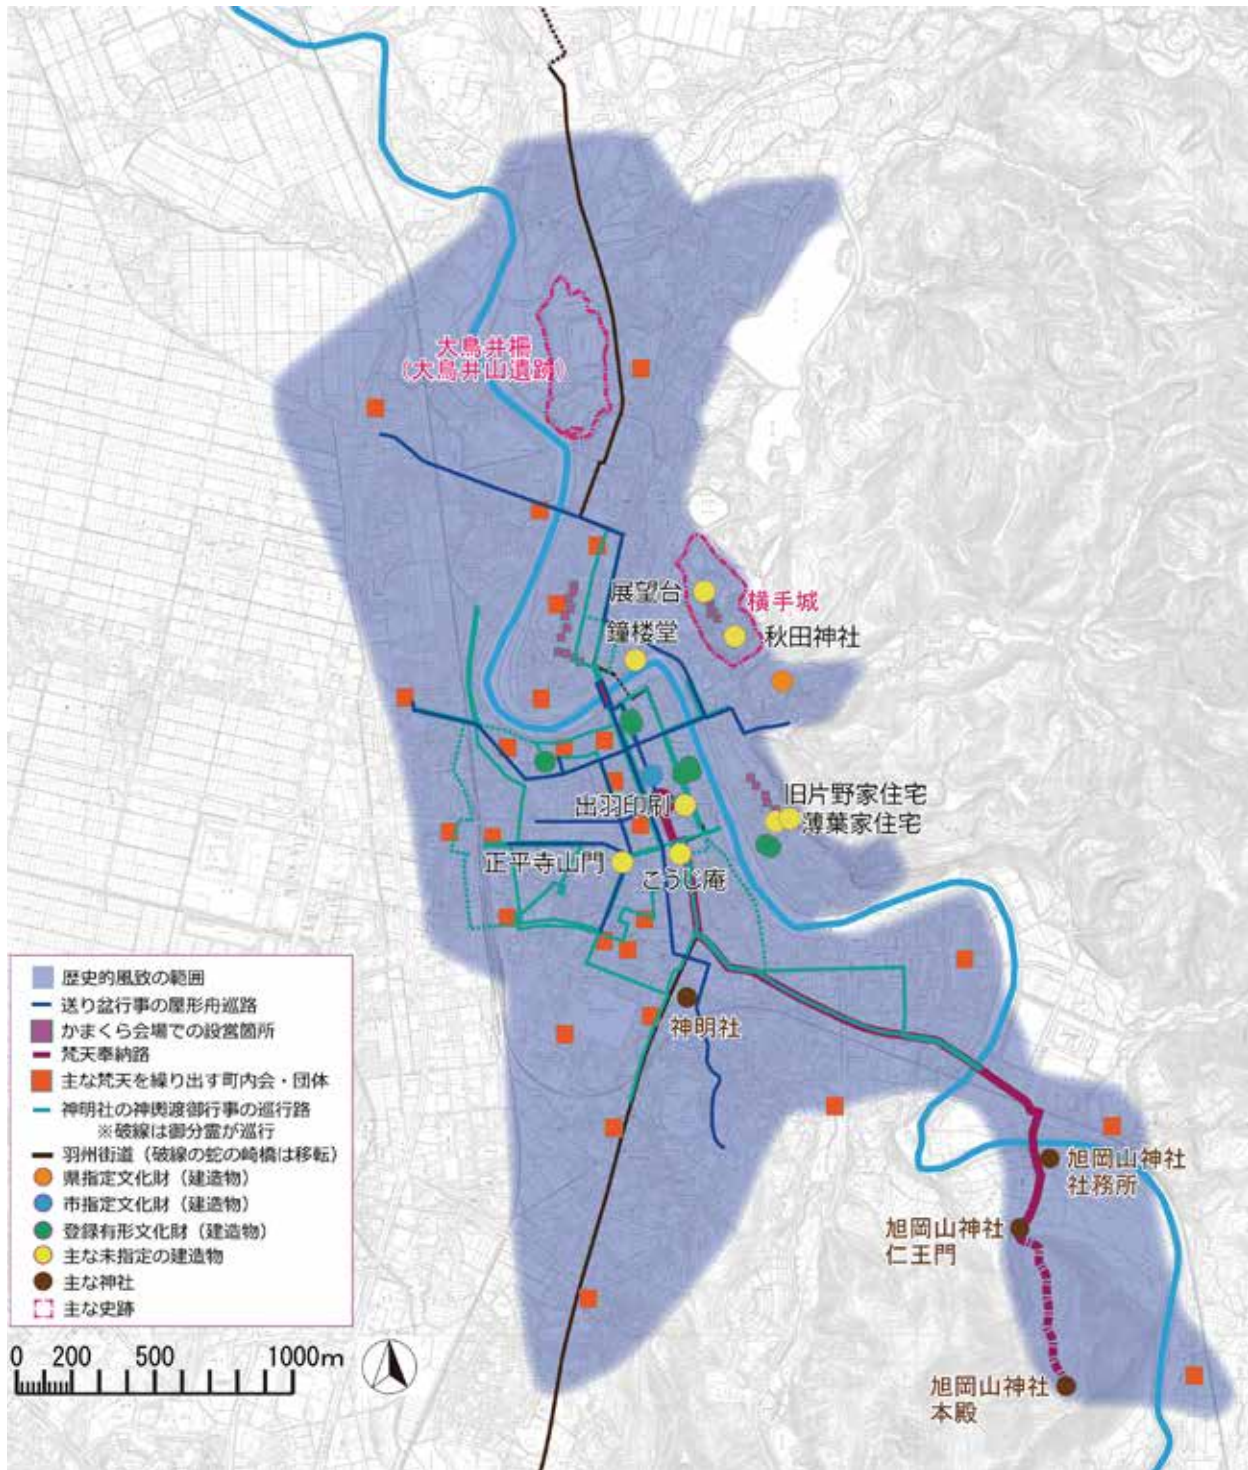 大鳥井柵
(大鳥井山遺跡)
展望台
横手城
鐘楼堂
秋田神社
旧片野家住宅
出羽印刷
薄葉家住宅
正平寺山門
こうじ庵
神明社
旭岡山神社
社務所
旭岡山神社
仁王門
旭岡山神社
本殿
歴史的風致の範囲
送り盆行事の屋形舟巡路
かまくら会場での設営箇所
梵天奉納路
主な梵天を繰り出す町内会・団体
神明社の神輿渡御行事の巡行路
※破線は御分霊が巡行
羽州街道（破線の蛇の崎橋は移転）
県指定文化財（建造物）
市指定文化財（建造物）
登録有形文化財（建造物）
主な未指定の建造物
主な神社
主な史跡
0 200 500 1000m